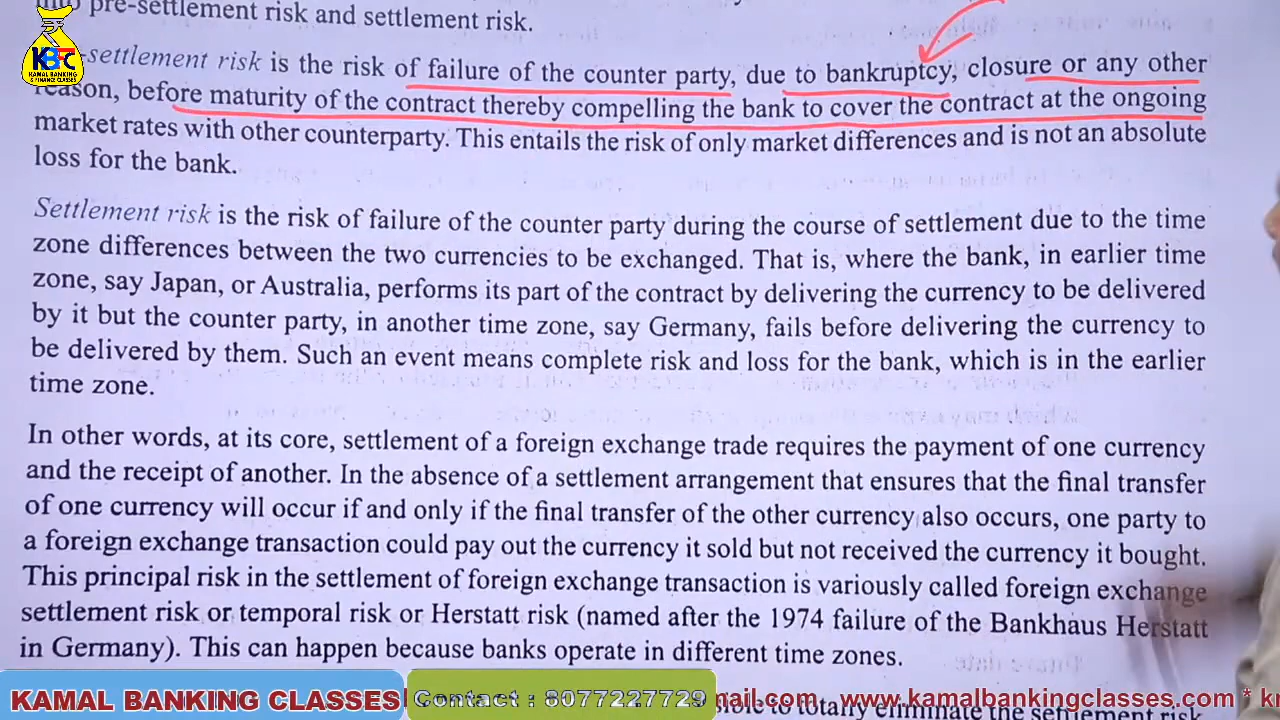 into pre-settlement risk and settlement risk.
KBC
KAMAL BANKING
& FINANCE CLASSES
-settlement risk is the risk of failure of the counter party, due to bankruptcy, closure or any other
reason, before maturity of the contract thereby compelling the bank to cover the contract at the ongoing
market rates with other counterparty. This entails the risk of only market differences and is not an absolute
loss for the bank.
Settlement risk is the risk of failure of the counter party during the course of settlement due to the time
zone differences between the two currencies to be exchanged. That is, where the bank, in earlier time
zone, say Japan, or Australia, performs its part of the contract by delivering the currency to be delivered
by it but the counter party, in another time zone, say Germany, fails before delivering the currency to
be delivered by them. Such an event means complete risk and loss for the bank, which is in the earlier
time zone.
In other words, at its core, settlement of a foreign exchange trade requires the payment of one currency
and the receipt of another. In the absence of a settlement arrangement that ensures that the final transfer
of one currency will occur if and only if the final transfer of the other currency also occurs, one party to
a foreign exchange transaction could pay out the currency it sold but not received the currency it bought.
This principal risk in the settlement of foreign exchange transaction is variously called foreign exchange
settlement risk or temporal risk or Herstatt risk (named after the 1974 failure of the Bankhaus Herstatt
in Germany). This can happen because banks operate in different time zones.
to totally eliminate the settlement risk
KAMAL BANKING CLASSES Contact : 8077227729 mail.com www.kamalbankingclasses.com *